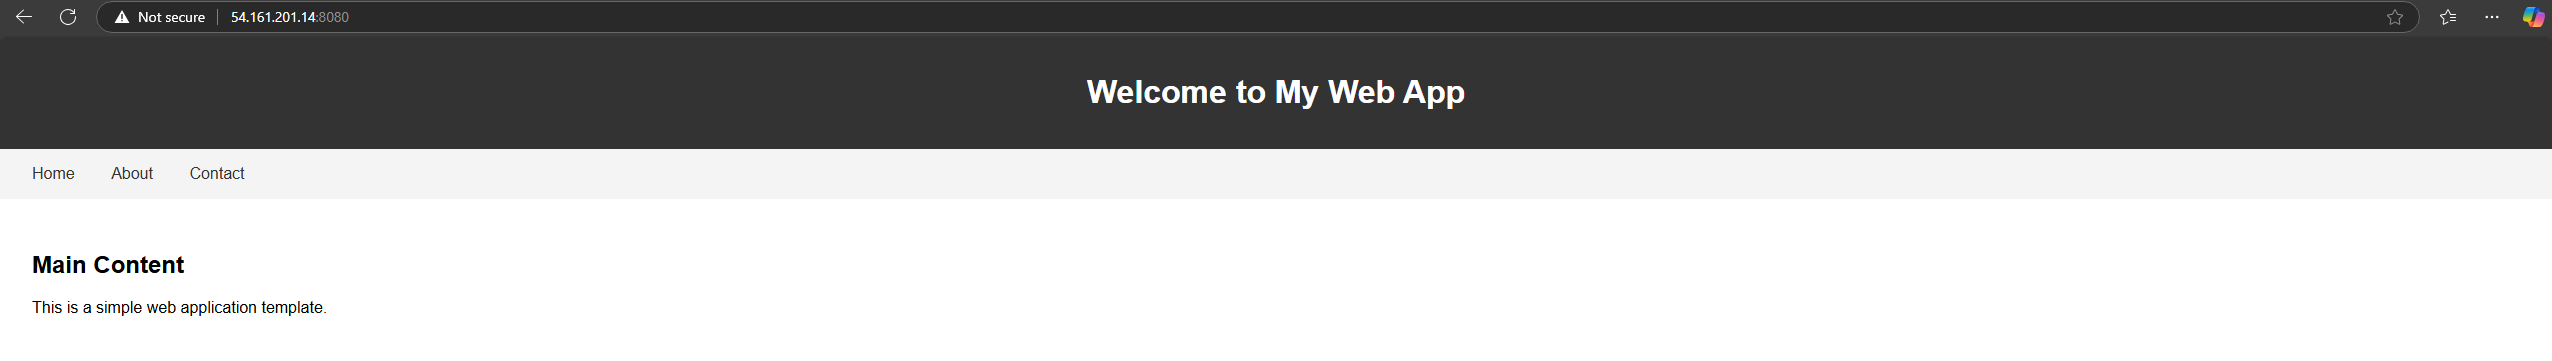 Not secure 54.161.201.14:8080
Welcome to My Web App
Home About Contact
Main Content
This is a simple web application template.